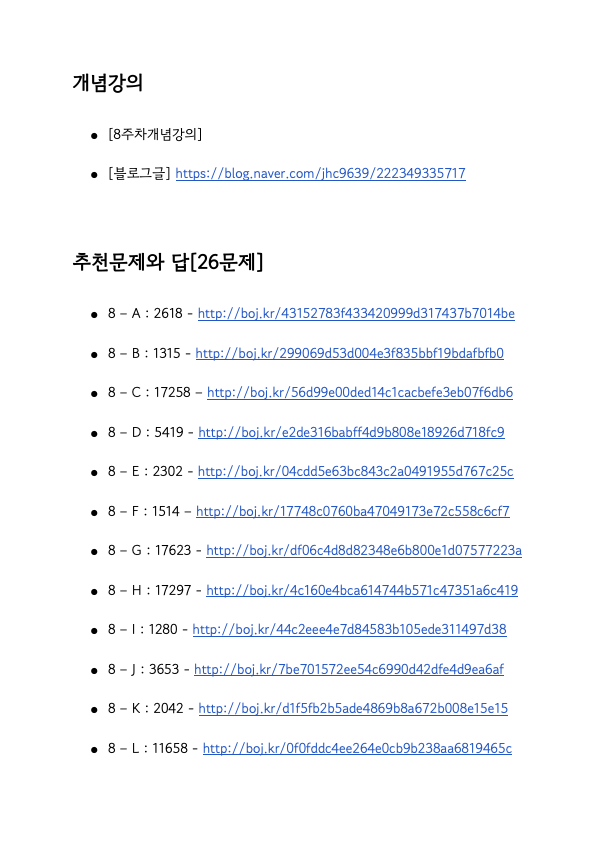 개념강의
● [8주차개념강의]
● [블로그글] https://blog.naver.com/jhc9639/222349335717
추천문제와 답[26문제]
● 8 – A : 2618 - http://boj.kr/43152783f433420999d317437b7014be
● 8 – B : 1315 - http://boj.kr/299069d53d004e3f835bbf19bdafbfb0
● 8 – C : 17258 – http://boj.kr/56d99e00ded14c1cacbefe3eb07f6db6
● 8 – D : 5419 - http://boj.kr/e2de316babff4d9b808e18926d718fc9
● 8 – E : 2302 - http://boj.kr/04cdd5e63bc843c2a0491955d767c25c
● 8 – F : 1514 – http://boj.kr/17748c0760ba47049173e72c558c6cf7
● 8 – G : 17623 - http://boj.kr/df06c4d8d82348e6b800e1d07577223a
● 8 – H : 17297 - http://boj.kr/4c160e4bca614744b571c47351a6c419
● 8 – I : 1280 - http://boj.kr/44c2eee4e7d84583b105ede311497d38
● 8 – J : 3653 - http://boj.kr/7be701572ee54c6990d42dfe4d9ea6af
● 8 – K : 2042 - http://boj.kr/d1f5fb2b5ade4869b8a672b008e15e15
● 8 – L : 11658 - http://boj.kr/0f0fddc4ee264e0cb9b238aa6819465c